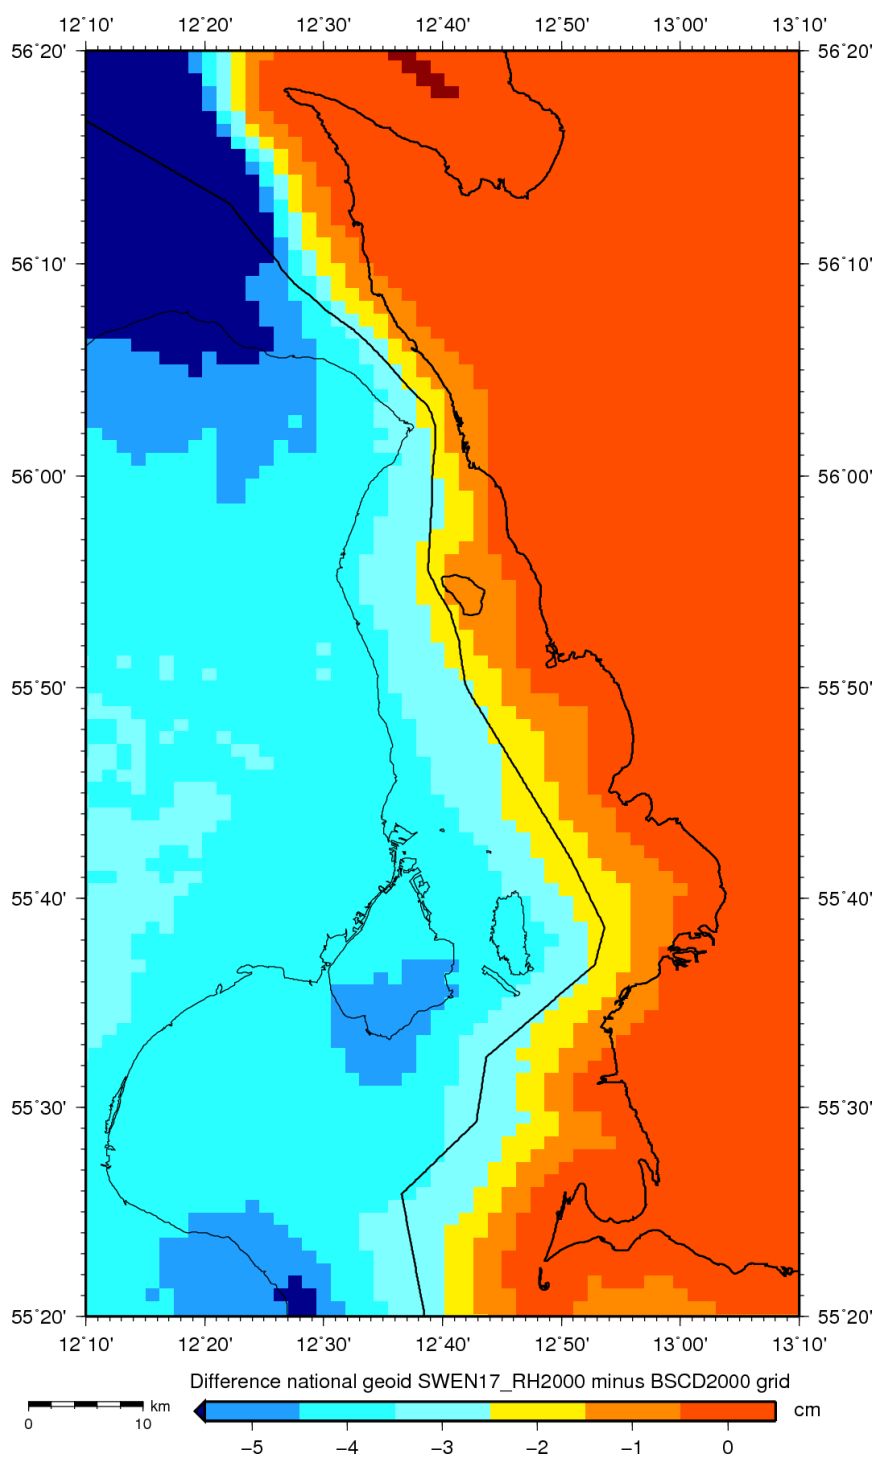 12˚10' 12˚20' 12˚30' 12˚40' 12˚50' 13˚00' 13˚10'
56˚20' 56˚20'
56˚10' 56˚10'
56˚00' 56˚00'
55˚50' 55˚50'
55˚40' 55˚40'
55˚30' 55˚30'
55˚20' 55˚20'
12˚10' 12˚20' 12˚30' 12˚40' 12˚50' 13˚00' 13˚10'
Difference national geoid SWEN17_RH2000 minus BSCD2000 grid
km cm
0 10
−5 −4 −3 −2 −1 0